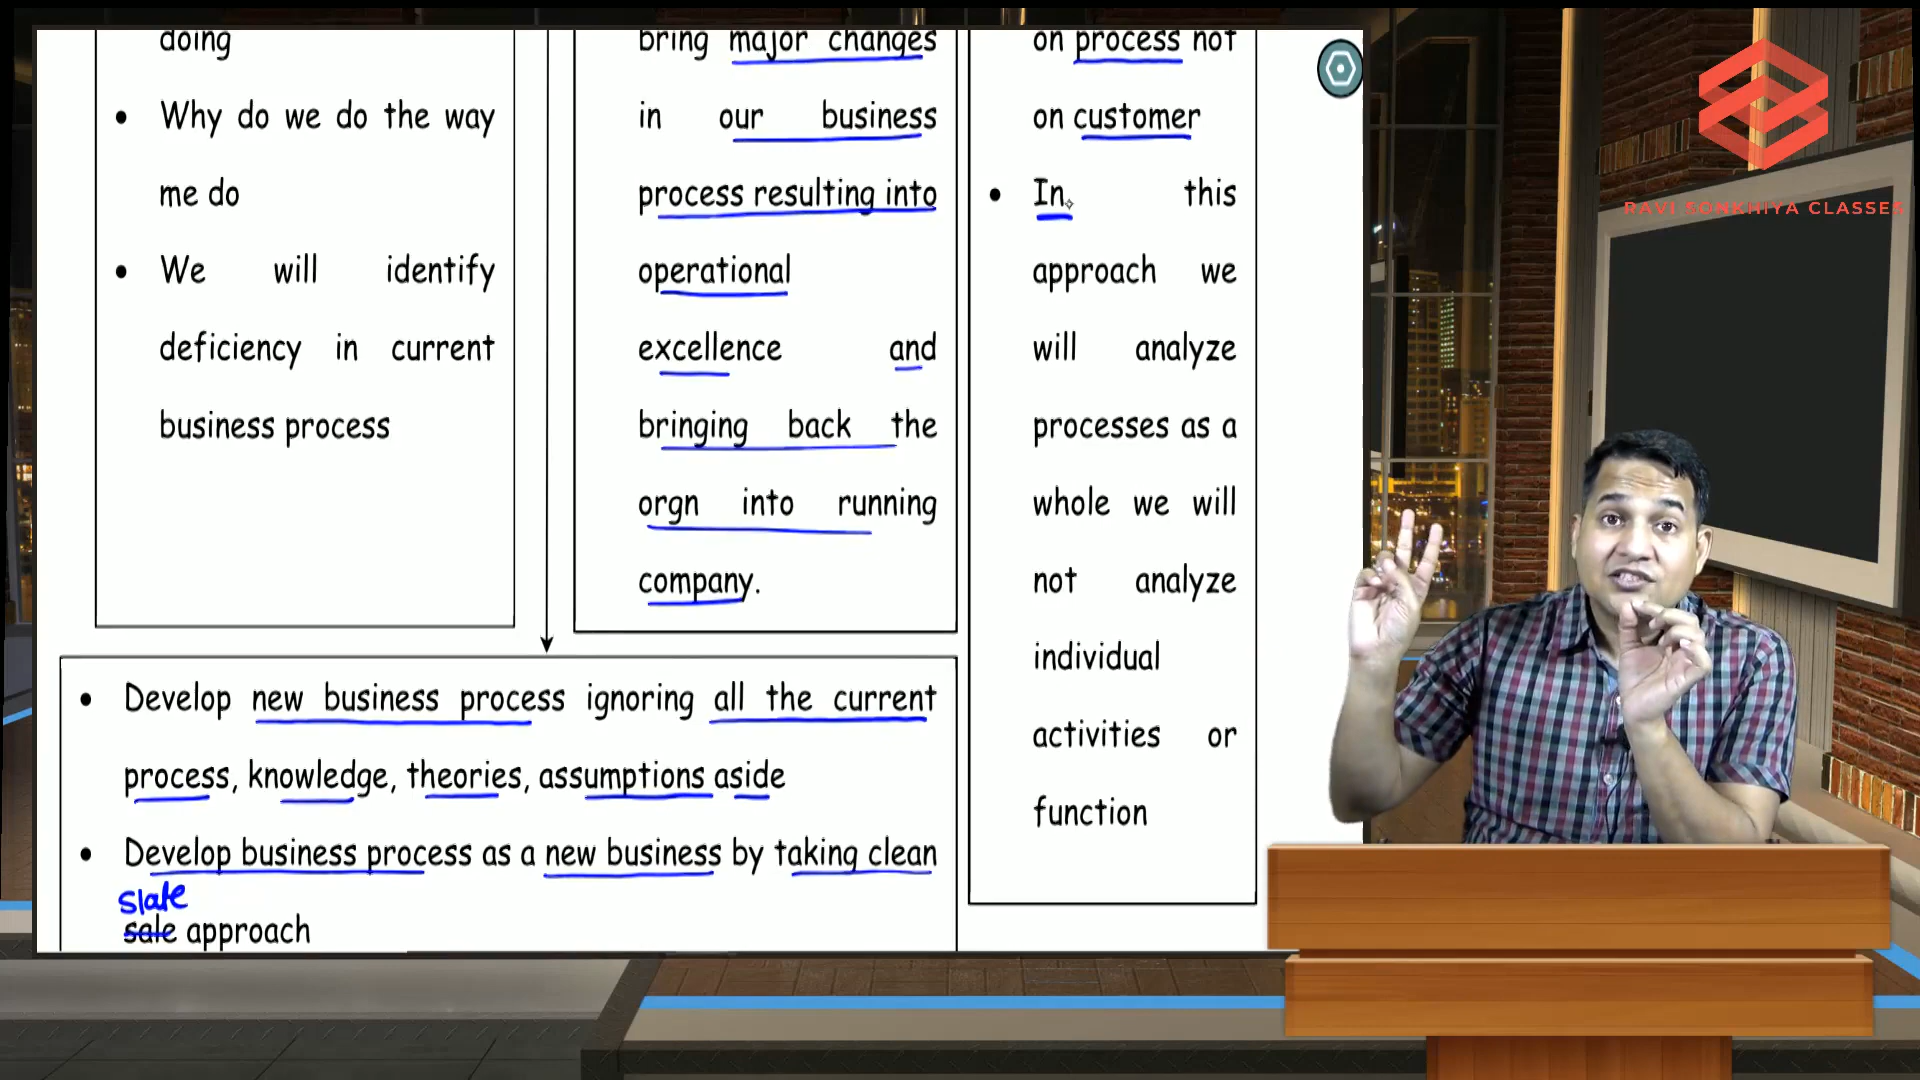 doing
• Why do we do the way
me do
• We will identify
deficiency in current
business process
bring major changes
in our business
process resulting into
operational
excellence and
bringing back the
orgn into running
company.
on process not
on customer
• In this
approach we
will analyze
processes as a
whole we will
not analyze
individual
activities or
function
• Develop new business process ignoring all the current
process, knowledge, theories, assumptions aside
• Develop business process as a new business by taking clean
slate
sale approach
RAVI SONKHIYA CLASSES